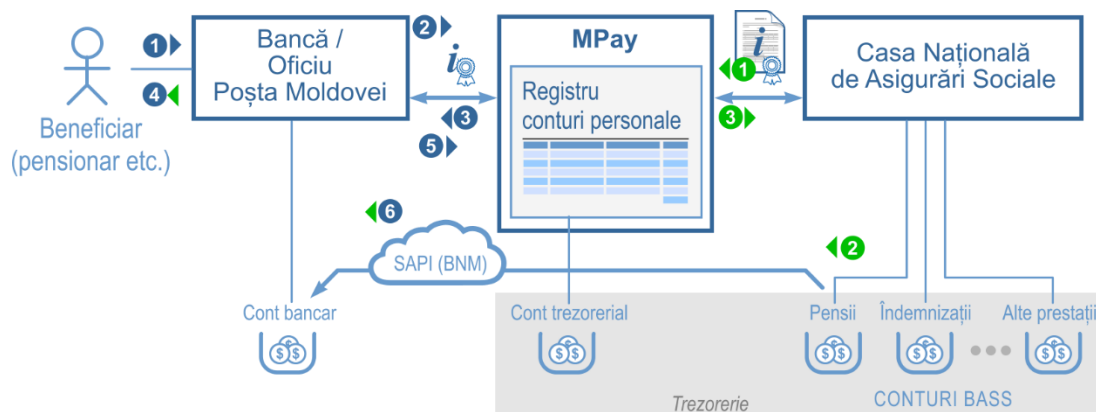 Bancă /
Oficiu
Poșta Moldovei
Beneficiar
(pensionar etc.)
1
4
2
i
3
5
MPay
Registru
conturi personale
i
1
3
Casa Națională
de Asigurări Sociale
6
SAPI (BNM)
2
Cont bancar
Cont trezorerial
Pensii
Îndemnizații
Alte prestații
$ $
$ $
$ $
$ $
$ $
Trezorerie
CONTURI BASS